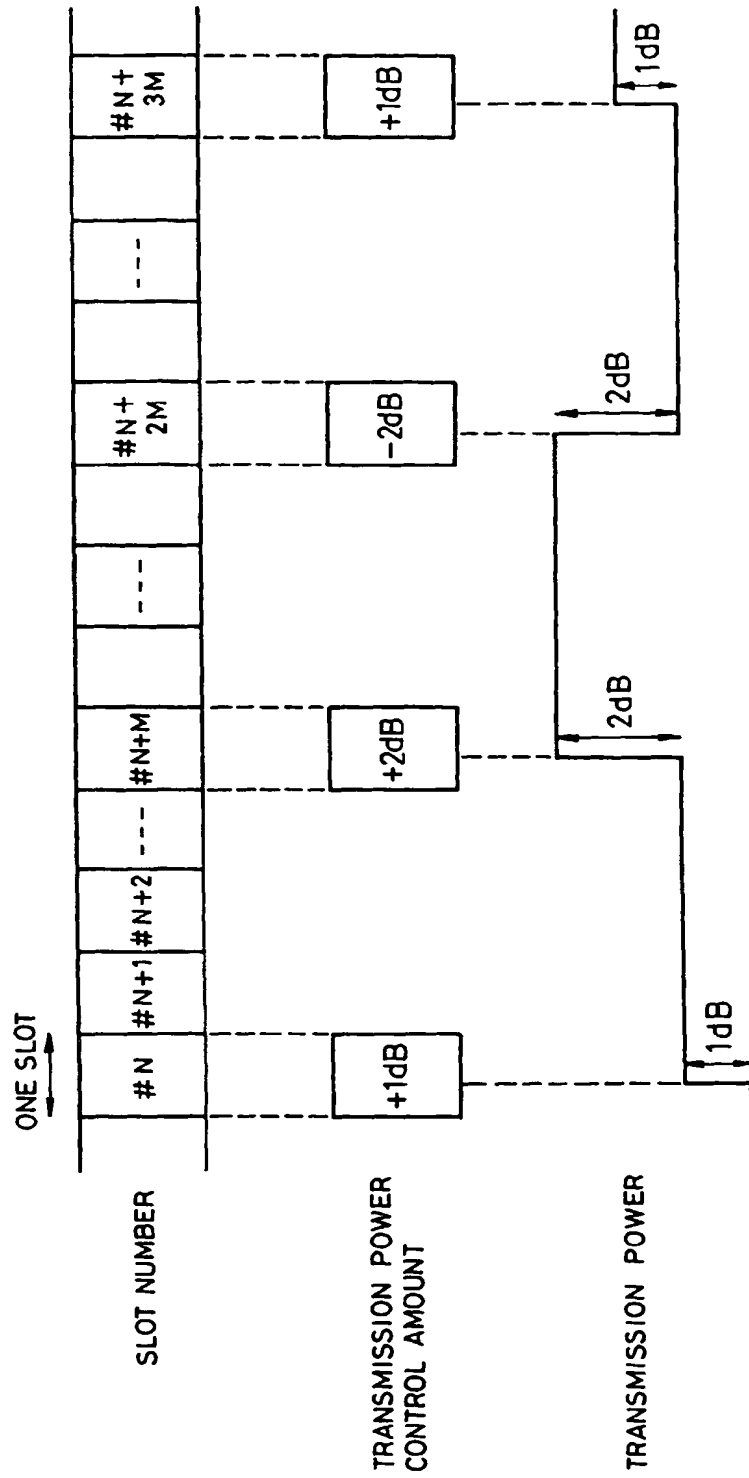 ONE SLOT
SLOT NUMBER
#N
#N+1
#N+2
---
#N+M
---
#N+
2M
---
#N+
3M
TRANSMISSION POWER
CONTROL AMOUNT
+1dB
+2dB
-2dB
+1dB
TRANSMISSION POWER
1dB
2dB
2dB
1dB